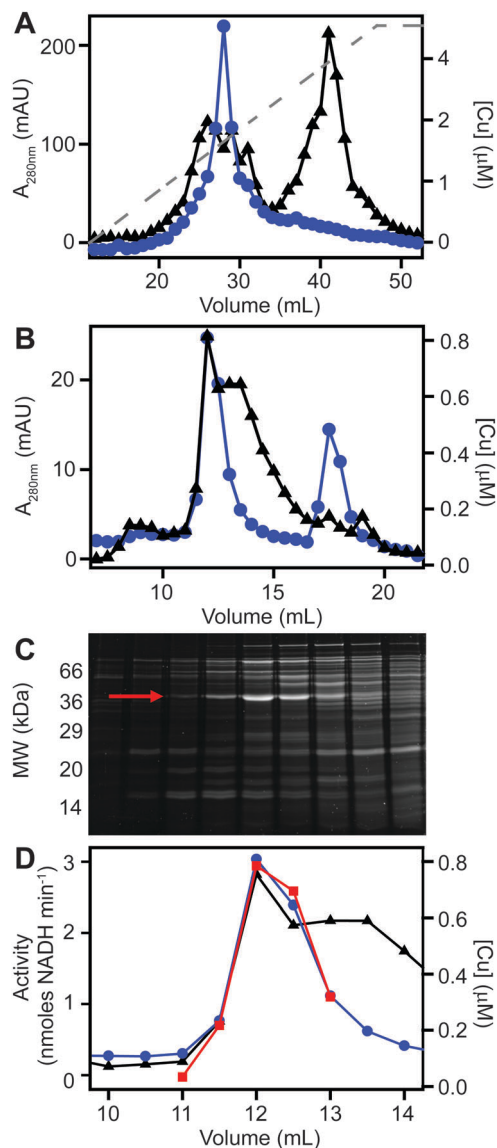 A
200
100
0
A280nm (mAU)
4
2
1
0
[Cu] (μM)
20 30 40 50
Volume (mL)
B
20
10
0
A280nm (mAU)
0.8
0.6
0.4
0.2
0.0
[Cu] (μM)
10 15 20
Volume (mL)
C
66
36
29
20
14
MW (kDa)
D
3
2
1
0
Activity
(nmoles NADH min-1)
0.8
0.6
0.4
0.2
0.0
[Cu] (μM)
10 11 12 13 14
Volume (mL)